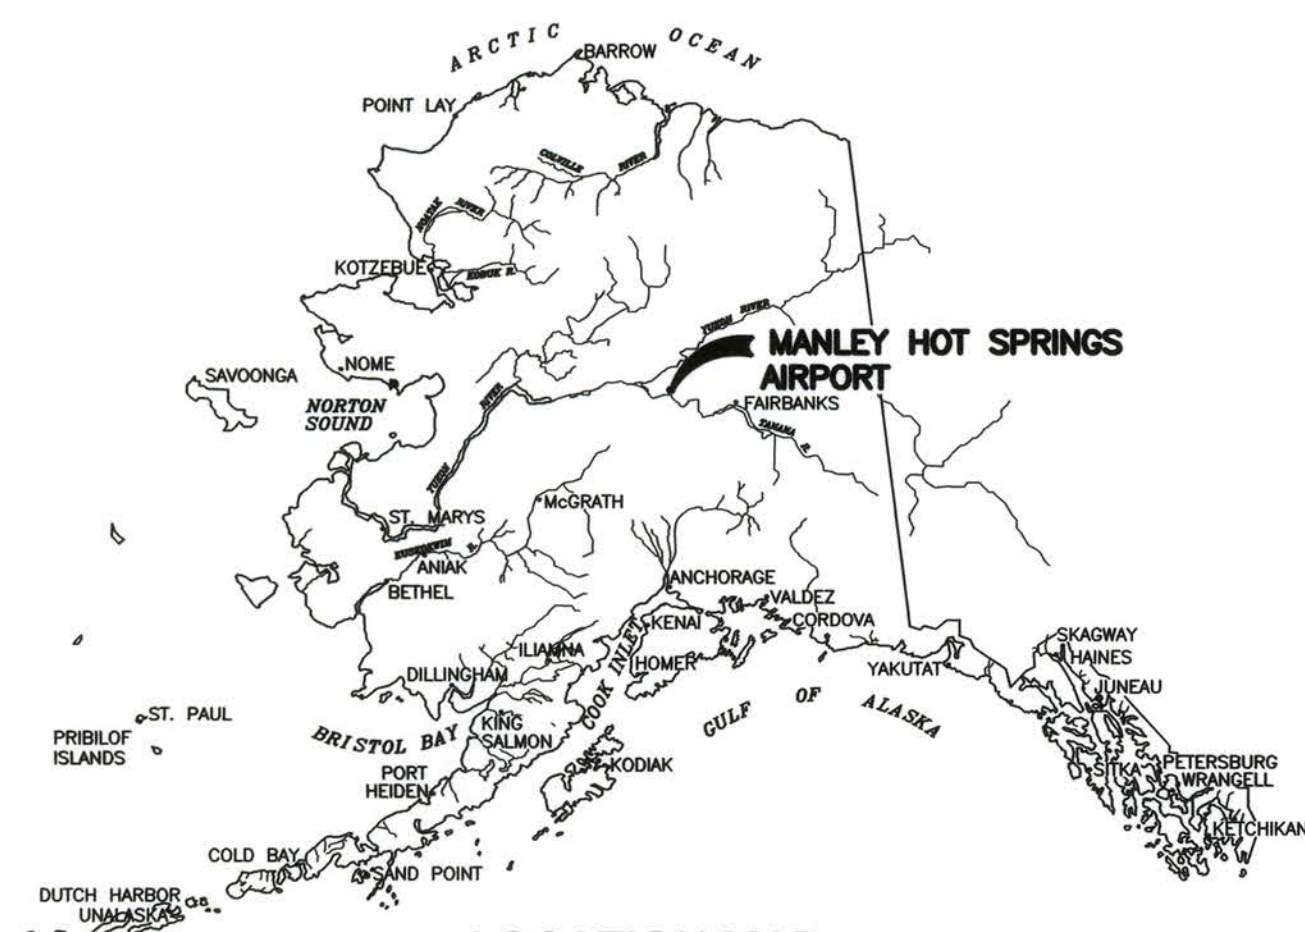 ARCTIC OCEAN
BARROW
POINT LAY
COLVILLE RIVER
NOATAK RIVER
KOTZEBUE
KOBUK R.
YUKON RIVER
MANLEY HOT SPRINGS
AIRPORT
NOME
SAVOONGA
NORTON
SOUND
YUKON RIVER
FAIRBANKS
TANANA R.
McGRATH
ST. MARYS
KUSKOKWIM R.
ANIAK
BETHEL
ANCHORAGE
VALDEZ
CORDOVA
KENAI
ILIAMNA
HOMER
COOK INLET
DILLINGHAM
YAKUTAT
SKAGWAY
HAINES
JUNEAU
GULF OF ALASKA
ST. PAUL
PRIBILOF
ISLANDS
BRISTOL BAY
KING
SALMON
KODIAK
PORT
HEIDEN
SITKA
PETERSBURG
WRANGELL
KETCHIKAN
COLD BAY
SAND POINT
DUTCH HARBOR
UNALASKA